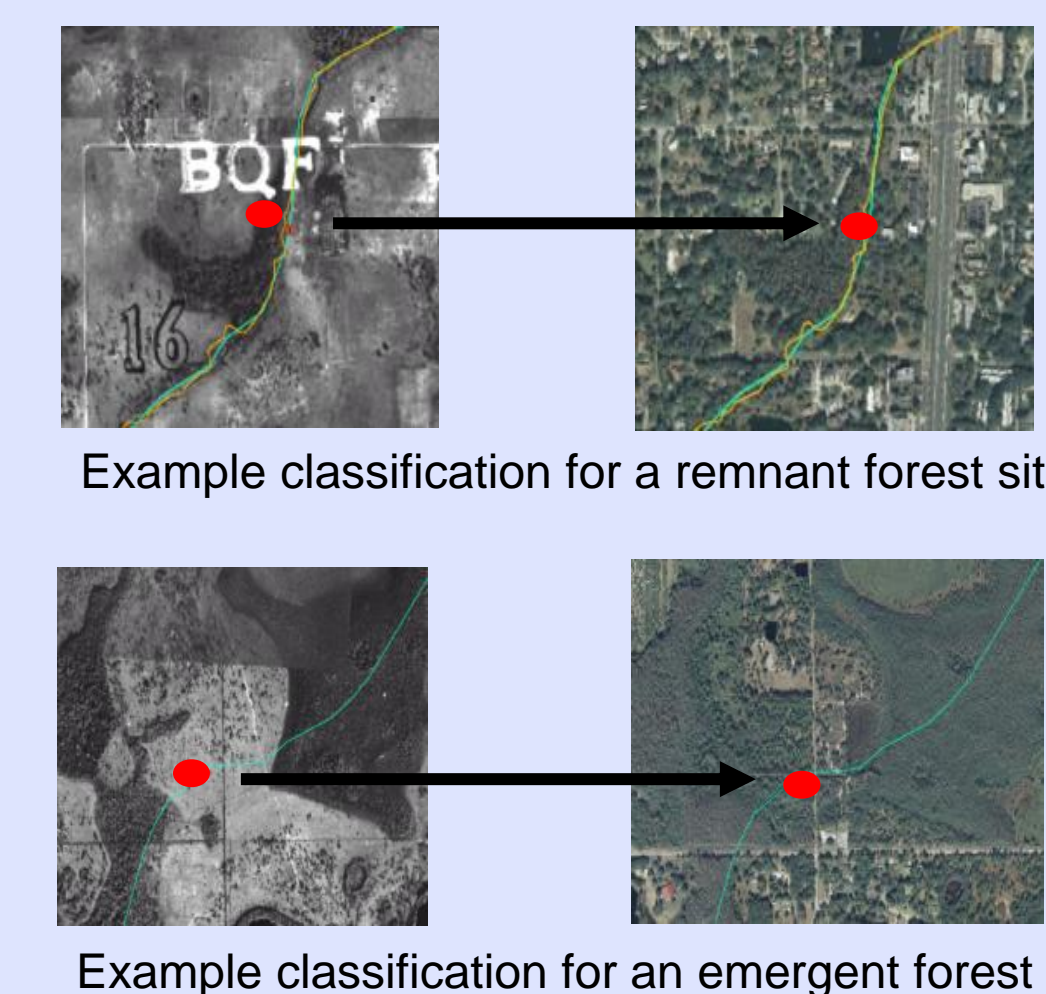 BQF
16
Example classification for a remnant forest sit
Example classification for an emergent forest